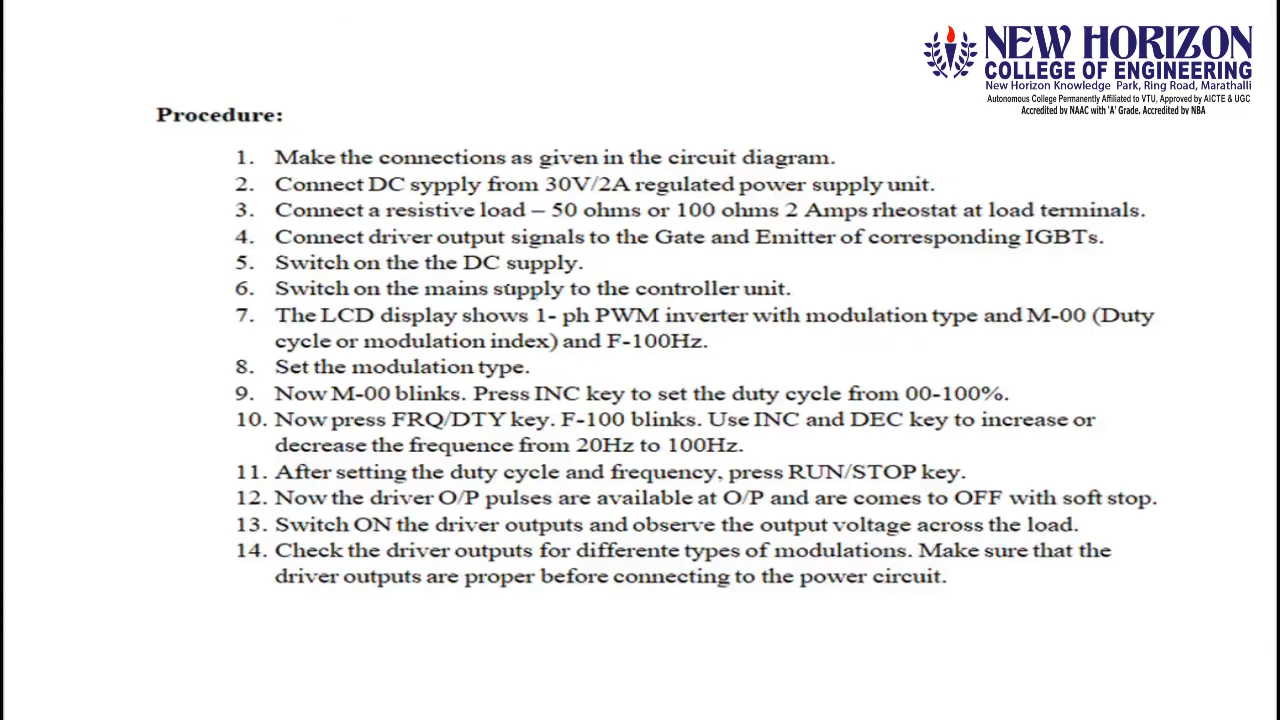 NEW HORIZON
COLLEGE OF ENGINEERING
New Horizon Knowledge Park, Ring Road, Marathalli
Autonomous College Permanently Affiliated to VTU, Approved by AICTE & UGC
Accredited by NAAC with 'A' Grade, Accredited by NBA
Procedure:
1. Make the connections as given in the circuit diagram.
2. Connect DC sypply from 30V/2A regulated power supply unit.
3. Connect a resistive load – 50 ohms or 100 ohms 2 Amps rheostat at load terminals.
4. Connect driver output signals to the Gate and Emitter of corresponding IGBTs.
5. Switch on the the DC supply.
6. Switch on the mains supply to the controller unit.
7. The LCD display shows 1- ph PWM inverter with modulation type and M-00 (Duty
cycle or modulation index) and F-100Hz.
8. Set the modulation type.
9. Now M-00 blinks. Press INC key to set the duty cycle from 00-100%.
10. Now press FRQ/DTY key. F-100 blinks. Use INC and DEC key to increase or
decrease the frequence from 20Hz to 100Hz.
11. After setting the duty cycle and frequency, press RUN/STOP key.
12. Now the driver O/P pulses are available at O/P and are comes to OFF with soft stop.
13. Switch ON the driver outputs and observe the output voltage across the load.
14. Check the driver outputs for differente types of modulations. Make sure that the
driver outputs are proper before connecting to the power circuit.